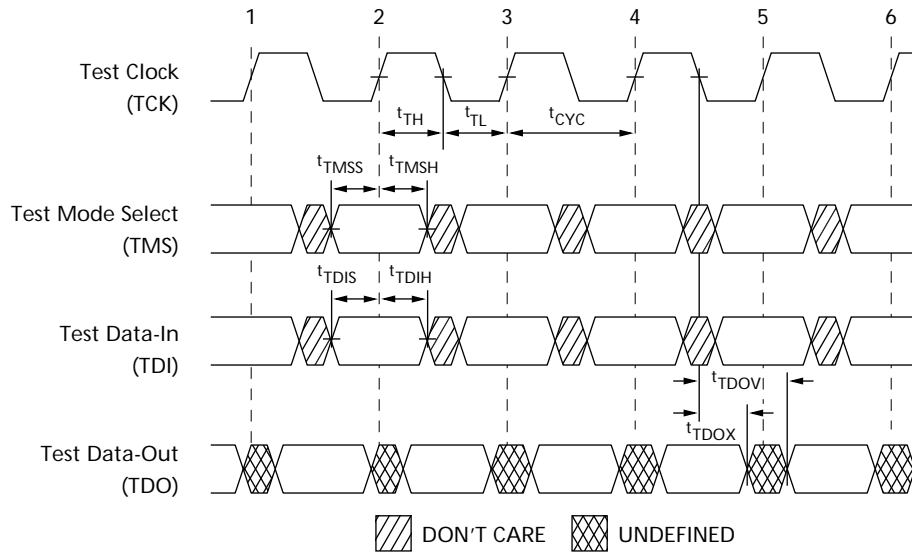 1 2 3 4 5 6
Test Clock
(TCK)
tTH tTL tCYC
tTMSS tTMSH
Test Mode Select
(TMS)
tTDIS tTDIH
Test Data-In
(TDI)
tTDOV
tTDOX
Test Data-Out
(TDO)
DON'T CARE UNDEFINED